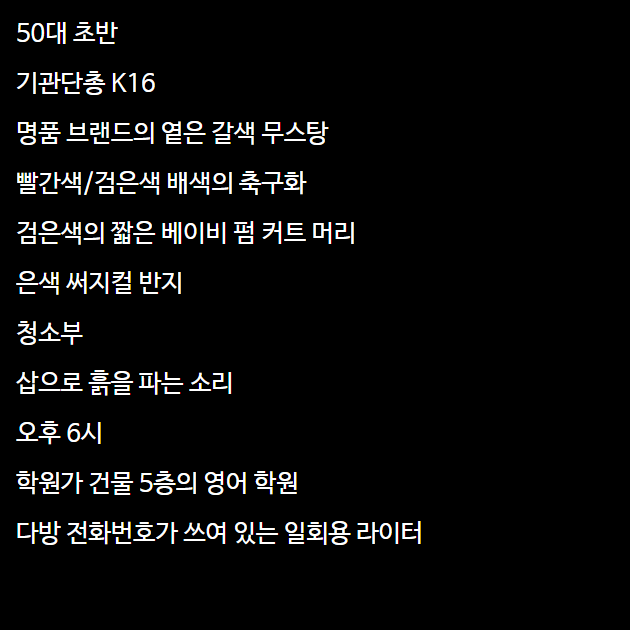 50대 초반
기관단총 K16
명품 브랜드의 옅은 갈색 무스탕
빨간색/검은색 배색의 축구화
검은색의 짧은 베이비 펌 커트 머리
은색 써지컬 반지
청소부
삽으로 흙을 파는 소리
오후 6시
학원가 건물 5층의 영어 학원
다방 전화번호가 쓰여 있는 일회용 라이터